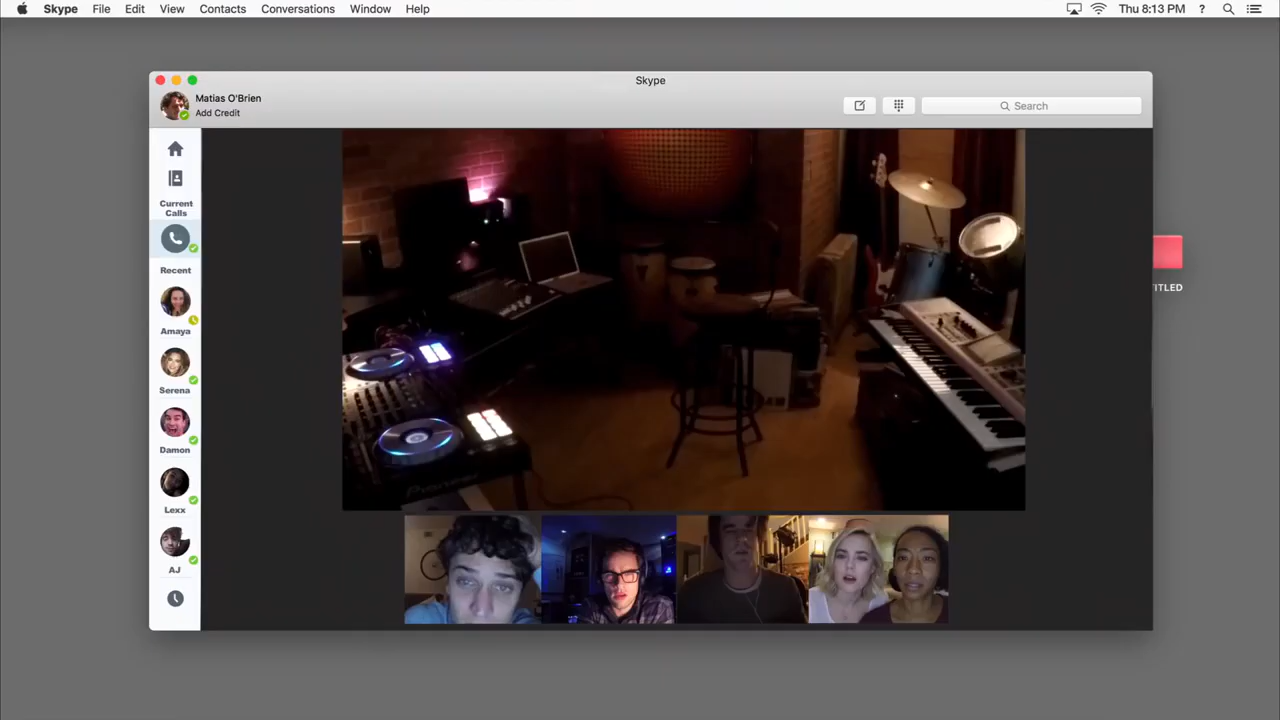 Skype File Edit View Contacts Conversations Window Help Thu 8:13 PM ?
Skype
Matias O'Brien
Add Credit
Search
Current
Calls
Recent
Amaya
Serena
Damon
Lexx
AJ
TITLED
Pioneer